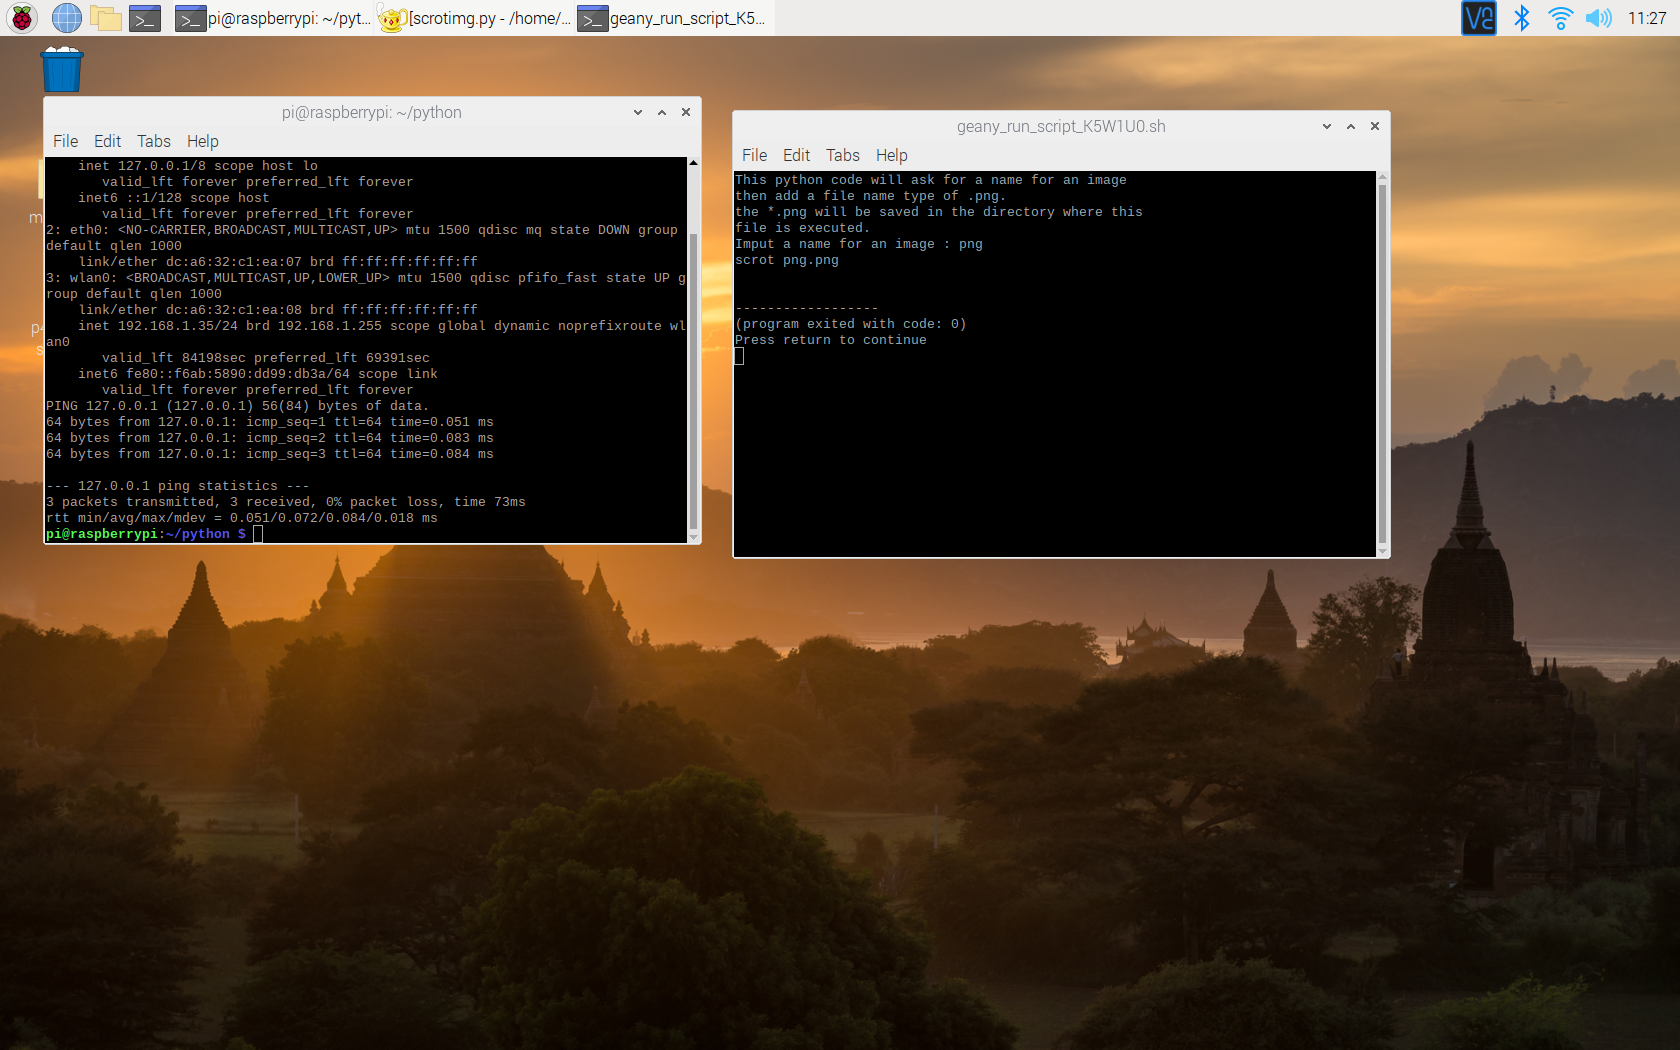 pi@raspberrypi: ~/pyt...
[scrotimg.py - /home/...
geany_run_script_K5...
11:27
pi@raspberrypi: ~/python
File Edit Tabs Help
    inet 127.0.0.1/8 scope host lo
       valid_lft forever preferred_lft forever
    inet6 ::1/128 scope host
       valid_lft forever preferred_lft forever
2: eth0: <NO-CARRIER,BROADCAST,MULTICAST,UP> mtu 1500 qdisc mq state DOWN group
default qlen 1000
    link/ether dc:a6:32:c1:ea:07 brd ff:ff:ff:ff:ff:ff
3: wlan0: <BROADCAST,MULTICAST,UP,LOWER_UP> mtu 1500 qdisc pfifo_fast state UP g
roup default qlen 1000
    link/ether dc:a6:32:c1:ea:08 brd ff:ff:ff:ff:ff:ff
    inet 192.168.1.35/24 brd 192.168.1.255 scope global dynamic noprefixroute wl
an0
       valid_lft 84198sec preferred_lft 69391sec
    inet6 fe80::f6ab:5890:dd99:db3a/64 scope link
       valid_lft forever preferred_lft forever
PING 127.0.0.1 (127.0.0.1) 56(84) bytes of data.
64 bytes from 127.0.0.1: icmp_seq=1 ttl=64 time=0.051 ms
64 bytes from 127.0.0.1: icmp_seq=2 ttl=64 time=0.083 ms
64 bytes from 127.0.0.1: icmp_seq=3 ttl=64 time=0.084 ms
--- 127.0.0.1 ping statistics ---
3 packets transmitted, 3 received, 0% packet loss, time 73ms
rtt min/avg/max/mdev = 0.051/0.072/0.084/0.018 ms
pi@raspberrypi:~/python $
geany_run_script_K5W1U0.sh
File Edit Tabs Help
This python code will ask for a name for an image
then add a file name type of .png.
the *.png will be saved in the directory where this
file is executed.
Imput a name for an image : png
scrot png.png
------------------
(program exited with code: 0)
Press return to continue